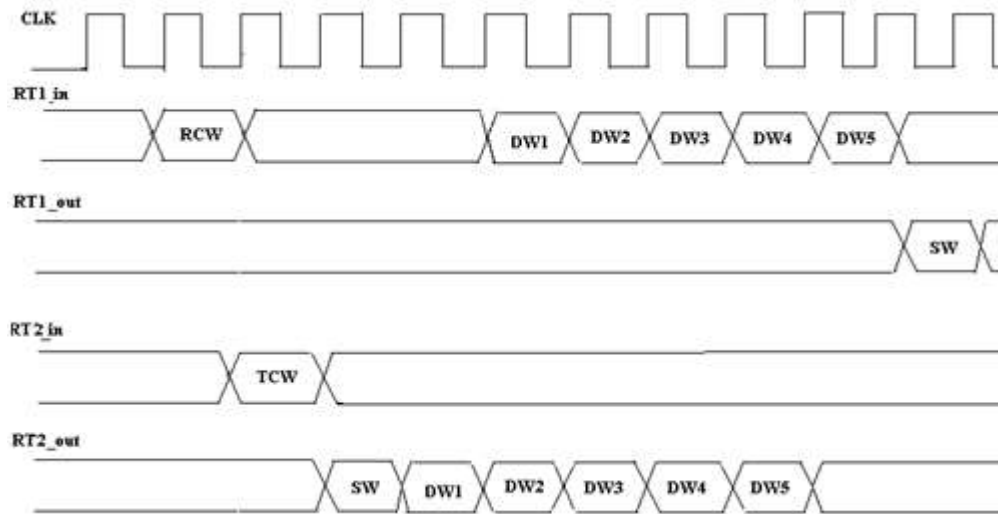 CLK
RT1_in
RCW DW1 DW2 DW3 DW4 DW5
RT1_out
SW
RT2_in
TCW
RT2_out
SW DW1 DW2 DW3 DW4 DW5